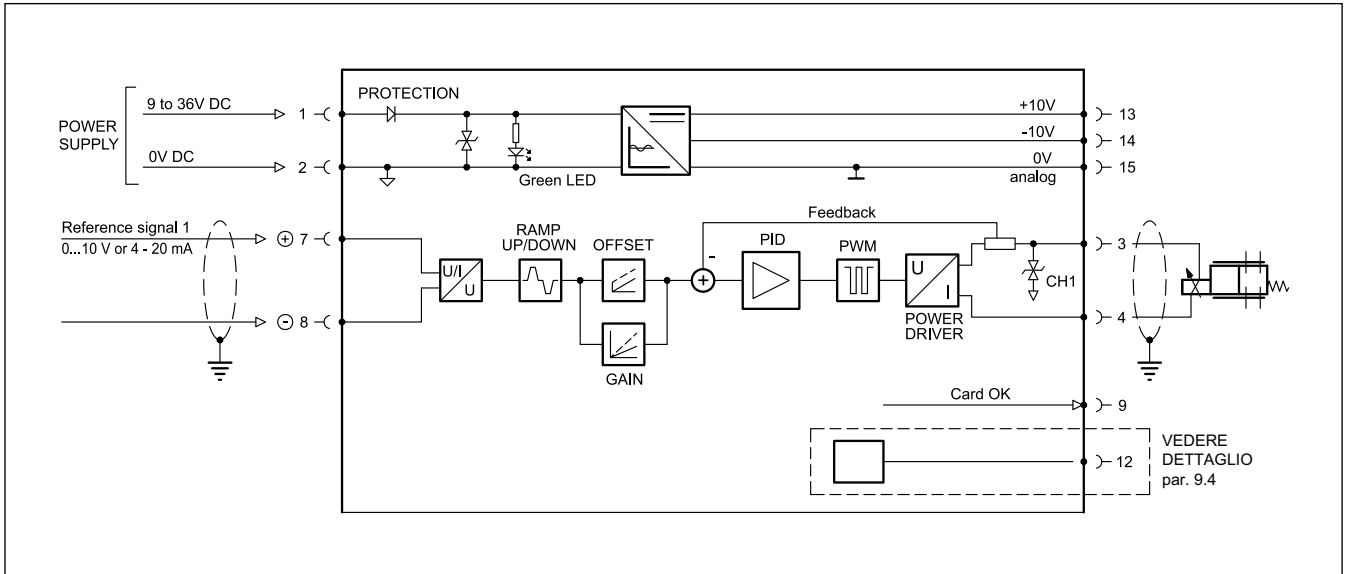 POWER
SUPPLY
9 to 36V DC
1
0V DC
2
PROTECTION
Green LED
+10V
13
-10V
14
0V
analog
15
Reference signal 1
0...10 V or 4 - 20 mA
+ 7
- 8
U/I
U
RAMP
UP/DOWN
OFFSET
GAIN
Feedback
-
+
PID
PWM
U
I
POWER
DRIVER
CH1
3
4
Card OK
9
12
VEDERE
DETTAGLIO
par. 9.4